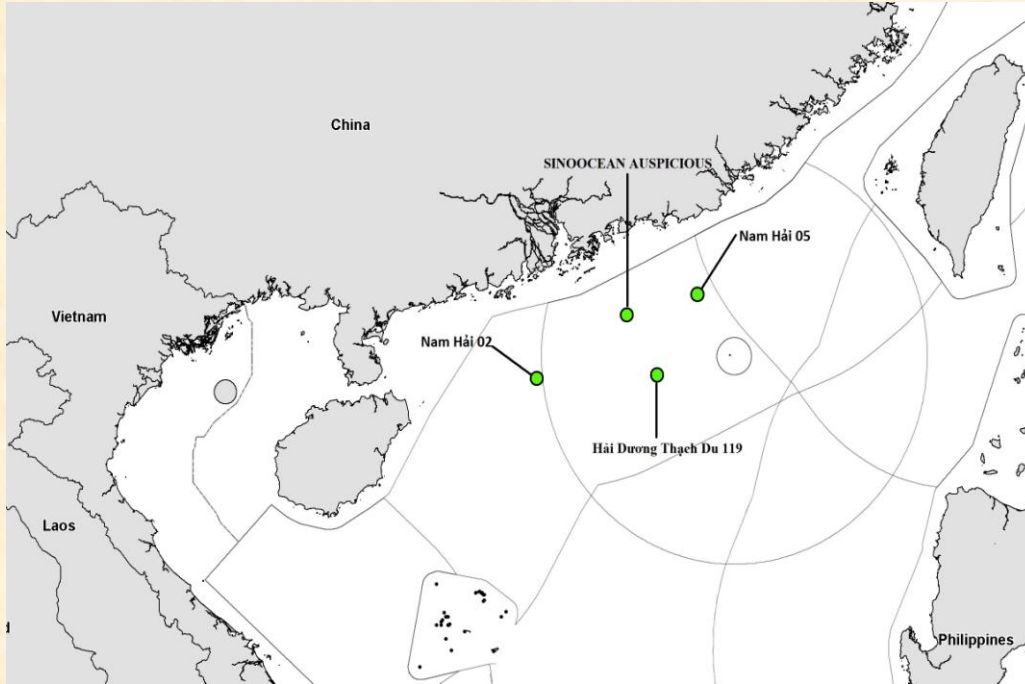 China
SINOOCEAN AUSPICIOUS
Nam Hải 05
Vietnam
Nam Hải 02
Hải Dương Thạch Du 119
Laos
d
Philippines